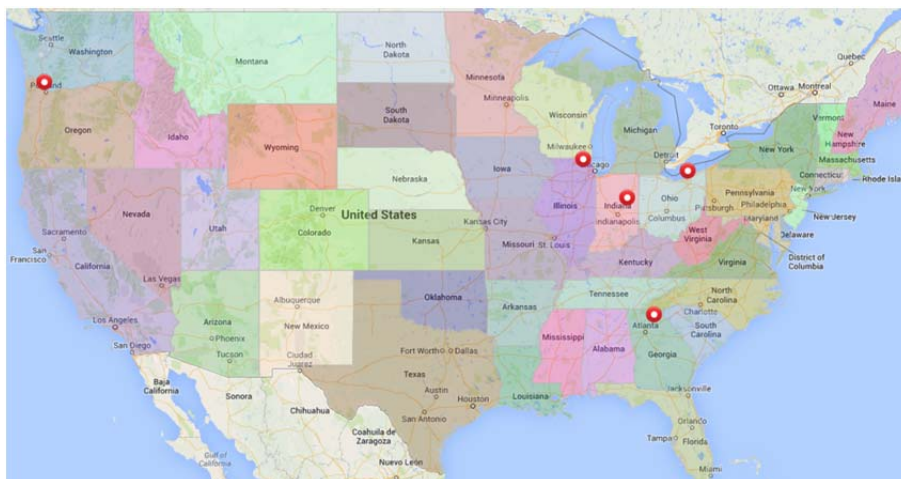 Seattle
Washington
Montana
North
Dakota
Minnesota
Minneapolis
Oregon
Idaho
Wyoming
South
Dakota
Wisconsin
Milwaukee
Michigan
Detroit
Toronto
Ottawa
Montreal
Quebec
Maine
Vermont
New
Hampshire
Massachusetts
New York
Connecticut
Rhode Isla
New York
Nebraska
Iowa
Illinois
Indiana
Indianapolis
Ohio
Columbus
Pennsylvania
Pittsburgh
Philadelphia
Maryland
New Jersey
Delaware
District of
Columbia
Nevada
Utah
Denver
Colorado
United States
Kansas
Kansas City
Missouri
St. Louis
West
Virginia
Virginia
Kentucky
Sacramento
San
Francisco
California
Las Vegas
Los Angeles
San Diego
Arizona
Phoenix
Tucson
Albuquerque
New Mexico
Ciudad
Juarez
Oklahoma
Arkansas
Tennessee
North
Carolina
Charlotte
South
Carolina
Atlanta
Georgia
Mississippi
Alabama
Fort Worth
Dallas
Texas
Austin
Houston
San Antonio
Louisiana
Jacksonville
Orlando
Tampa
Florida
Miami
Baja
California
Sonora
Chihuahua
Coahuila de
Zaragoza
Nuevo León
Gulf of
California